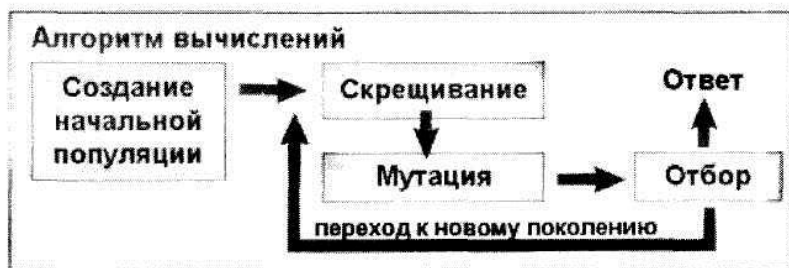 Алгоритм вычислений
Создание
начальной
популяции
Скрещивание
Мутация
Отбор
Ответ
переход к новому поколению